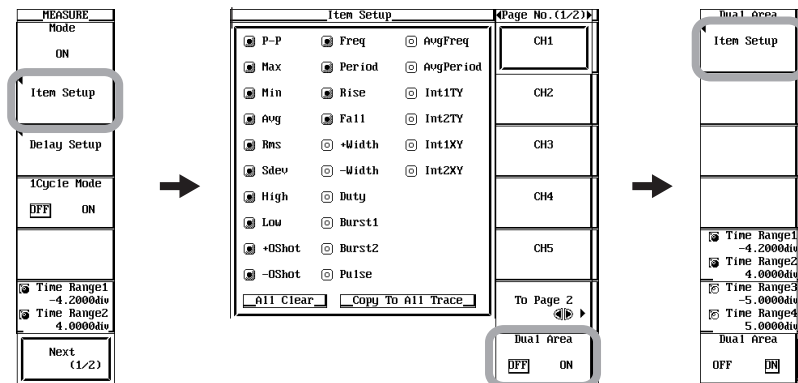 MEASURE
Mode
ON
Item Setup
Delay Setup
1Cycle Mode
OFF ON
Time Range1
-4.2000div
Time Range2
4.0000div
Next
(1/2)
Item Setup
P-P Freq AvgFreq
Max Period AvgPeriod
Min Rise Int1TY
Avg Fall Int2TY
Rms +Width Int1XY
Sdev -Width Int2XY
High Duty
Low Burst1
+OShot Burst2
-OShot Pulse
All Clear Copy To All Trace
Page No.(1/2)
CH1
CH2
CH3
CH4
CH5
To Page 2
Dual Area
OFF ON
Dual Area
Item Setup
Time Range1
-4.2000div
Time Range2
4.0000div
Time Range3
-5.0000div
Time Range4
5.0000div
Dual Area
OFF ON